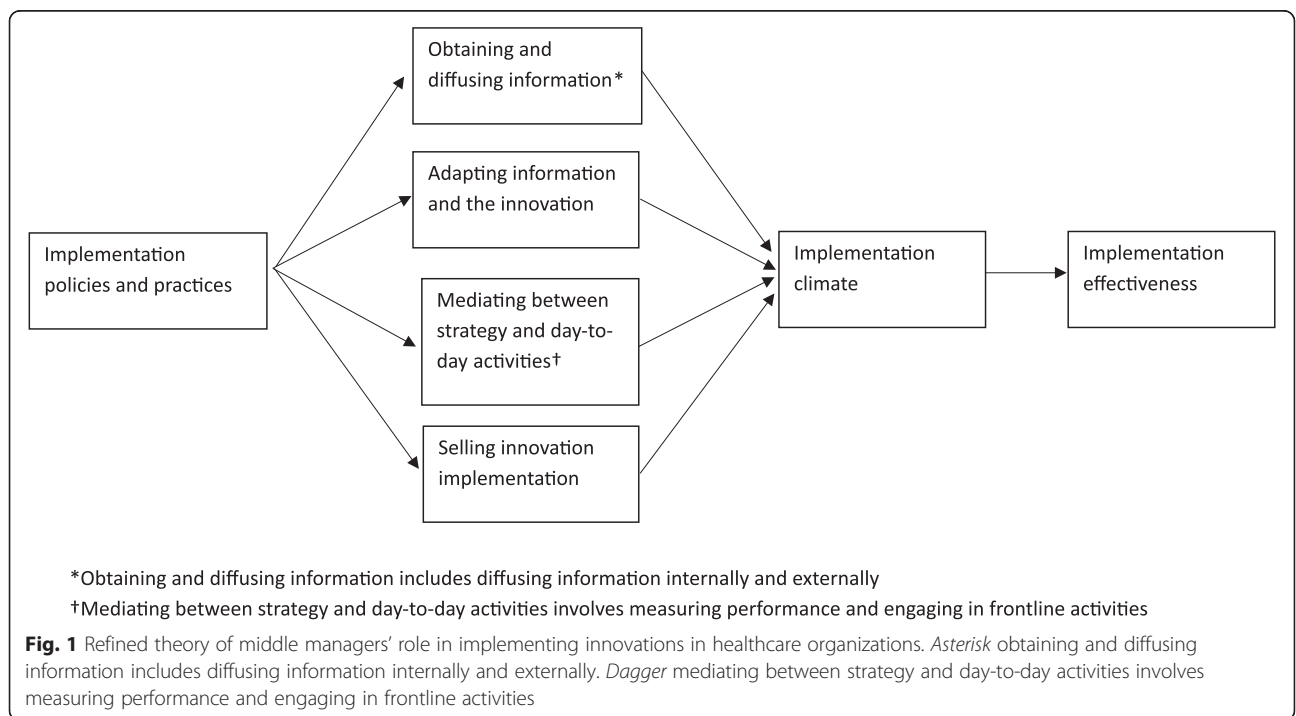 Obtaining and
diffusing information*
Adapting information
and the innovation
Implementation
policies and practices
Mediating between
strategy and day-to-
day activities†
Selling innovation
implementation
Implementation
climate
Implementation
effectiveness
*Obtaining and diffusing information includes diffusing information internally and externally
†Mediating between strategy and day-to-day activities involves measuring performance and engaging in frontline activities
Fig. 1 Refined theory of middle managers’ role in implementing innovations in healthcare organizations. Asterisk obtaining and diffusing
information includes diffusing information internally and externally. Dagger mediating between strategy and day-to-day activities involves
measuring performance and engaging in frontline activities